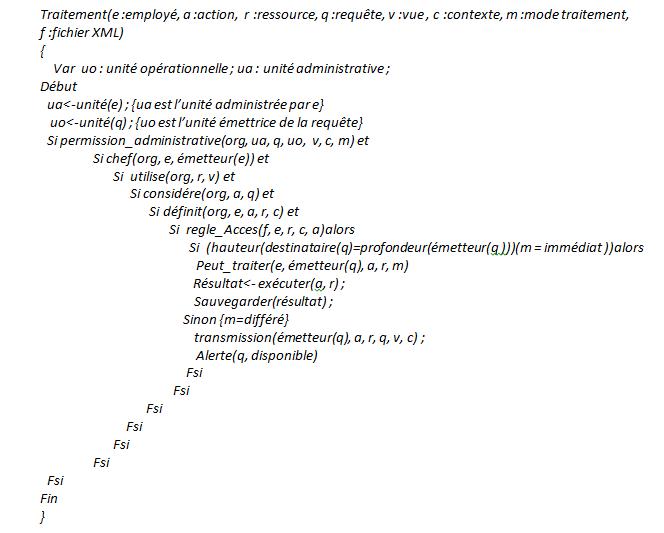 Traitement(e :employé, a :action, r :ressource, q :requête, v :vue , c :contexte, m :mode traitement,
f :fichier XML)
{
Var uo : unité opérationnelle ; ua : unité administrative ;
Début
ua<-unité(e) ; {ua est l’unité administrée par e}
uo<-unité(q) ; {uo est l’unité émettrice de la requête}
Si permission_administrative(org, ua, q, uo, v, c, m) et
Si chef(org, e, émetteur(e)) et
Si utilise(org, r, v) et
Si considére(org, a, q) et
Si définit(org, e, a, r, c) et
Si regle_Acces(f, e, r, c, a)alors
Si (hauteur(destinataire(q)=profondeur(émetteur(q )))(m = immédiat ))alors
Peut_traiter(e, émetteur(q), a, r, m)
Résultat<- exécuter(q, r) ;
Sauvegarder(résultat) ;
Sinon {m=différé}
transmission(émetteur(q), a, r, q, v, c) ;
Alerte(q, disponible)
Fsi
Fsi
Fsi
Fsi
Fsi
Fsi
Fsi
Fin
}